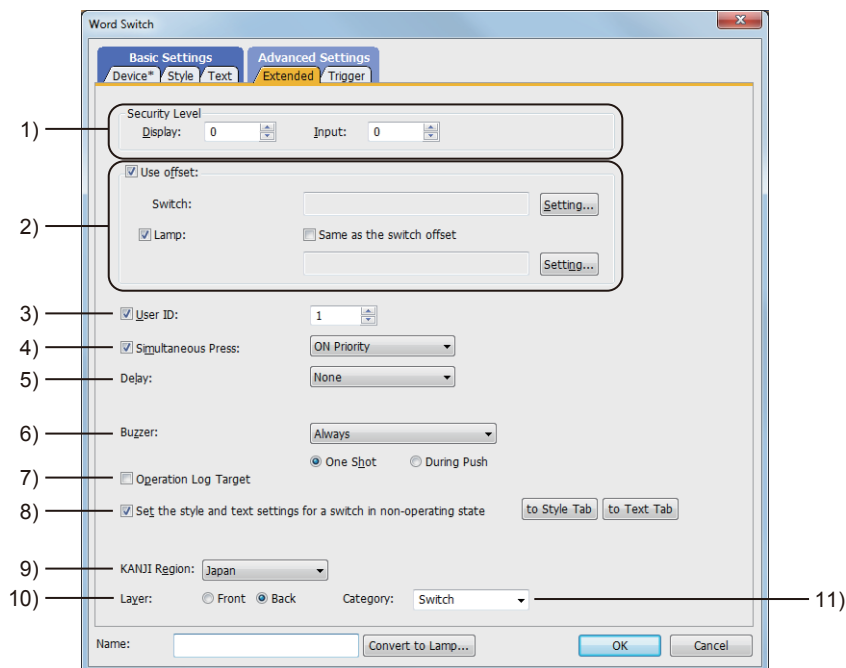 Word Switch
Basic Settings Advanced Settings
Device* Style Text Extended Trigger
Security Level
1) Display: 0 Input: 0
Use offset:
Switch: Setting...
2) Lamp: Same as the switch offset
Setting...
3) User ID: 1
4) Simultaneous Press: ON Priority
5) Delay: None
6) Buzzer: Always
One Shot During Push
7) Operation Log Target
8) Set the style and text settings for a switch in non-operating state to Style Tab to Text Tab
9) KANJI Region: Japan
10) Layer: Front Back Category: Switch 11)
Name: Convert to Lamp... OK Cancel